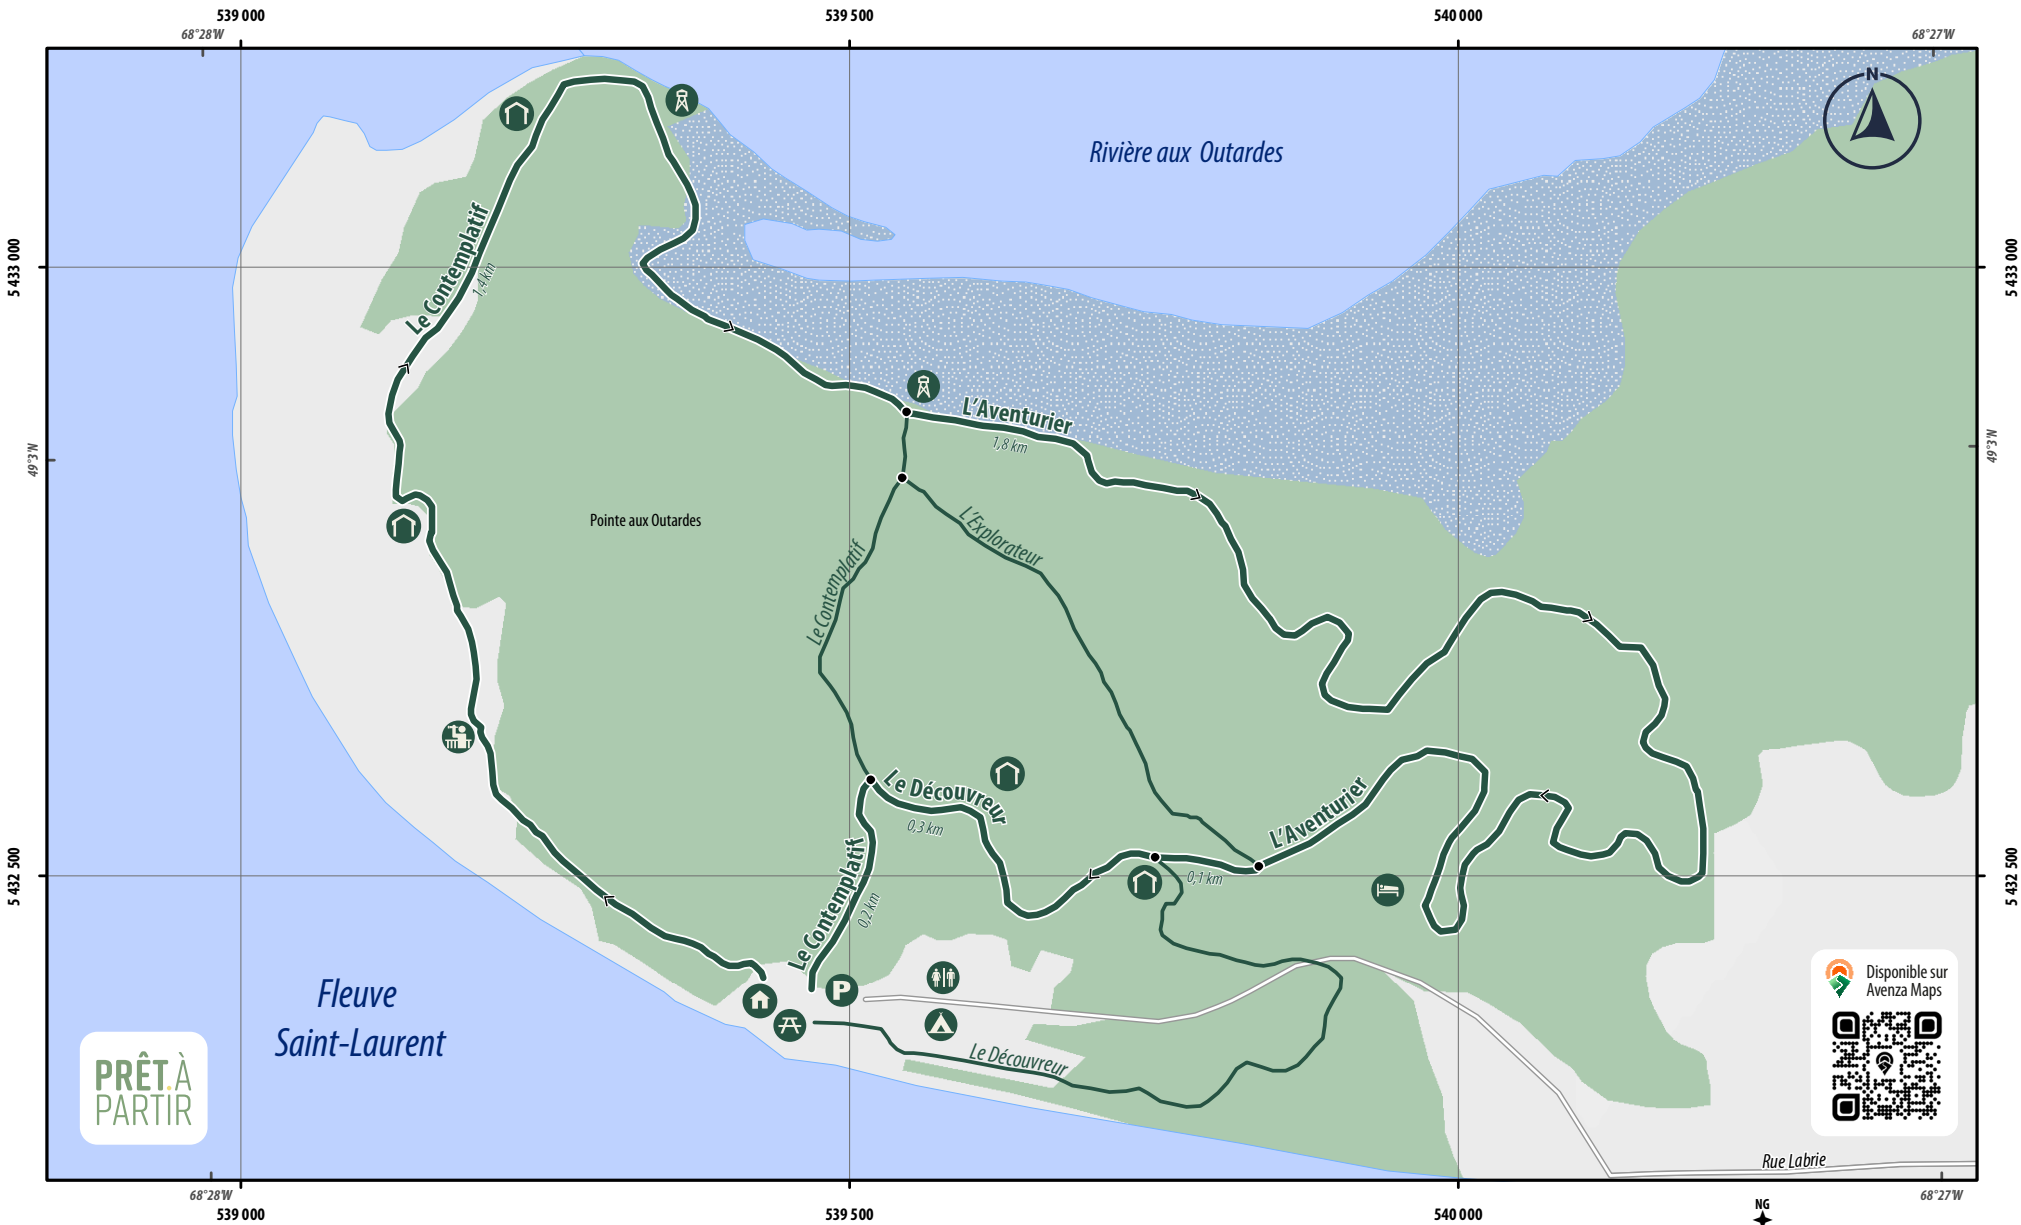 539 000
539 500
540 000
68°28'W
68°27'W
N
Rivière aux Outardes
Le Contemplatif
1,4 km
5 433 000
5 433 000
L'Aventurier
1,8 km
49°3'N
49°3'N
Pointe aux Outardes
L'Explorateur
Le Contemplatif
Le Découvreur
0,3 km
L'Aventurier
0,1 km
Le Contemplatif
0,2 km
5 432 500
5 432 500
P
Le Découvreur
Fleuve
Saint-Laurent
PRÊT.À
PARTIR
Disponible sur
Avenza Maps
Rue Labrie
68°28'W
68°27'W
539 000
539 500
540 000
NG